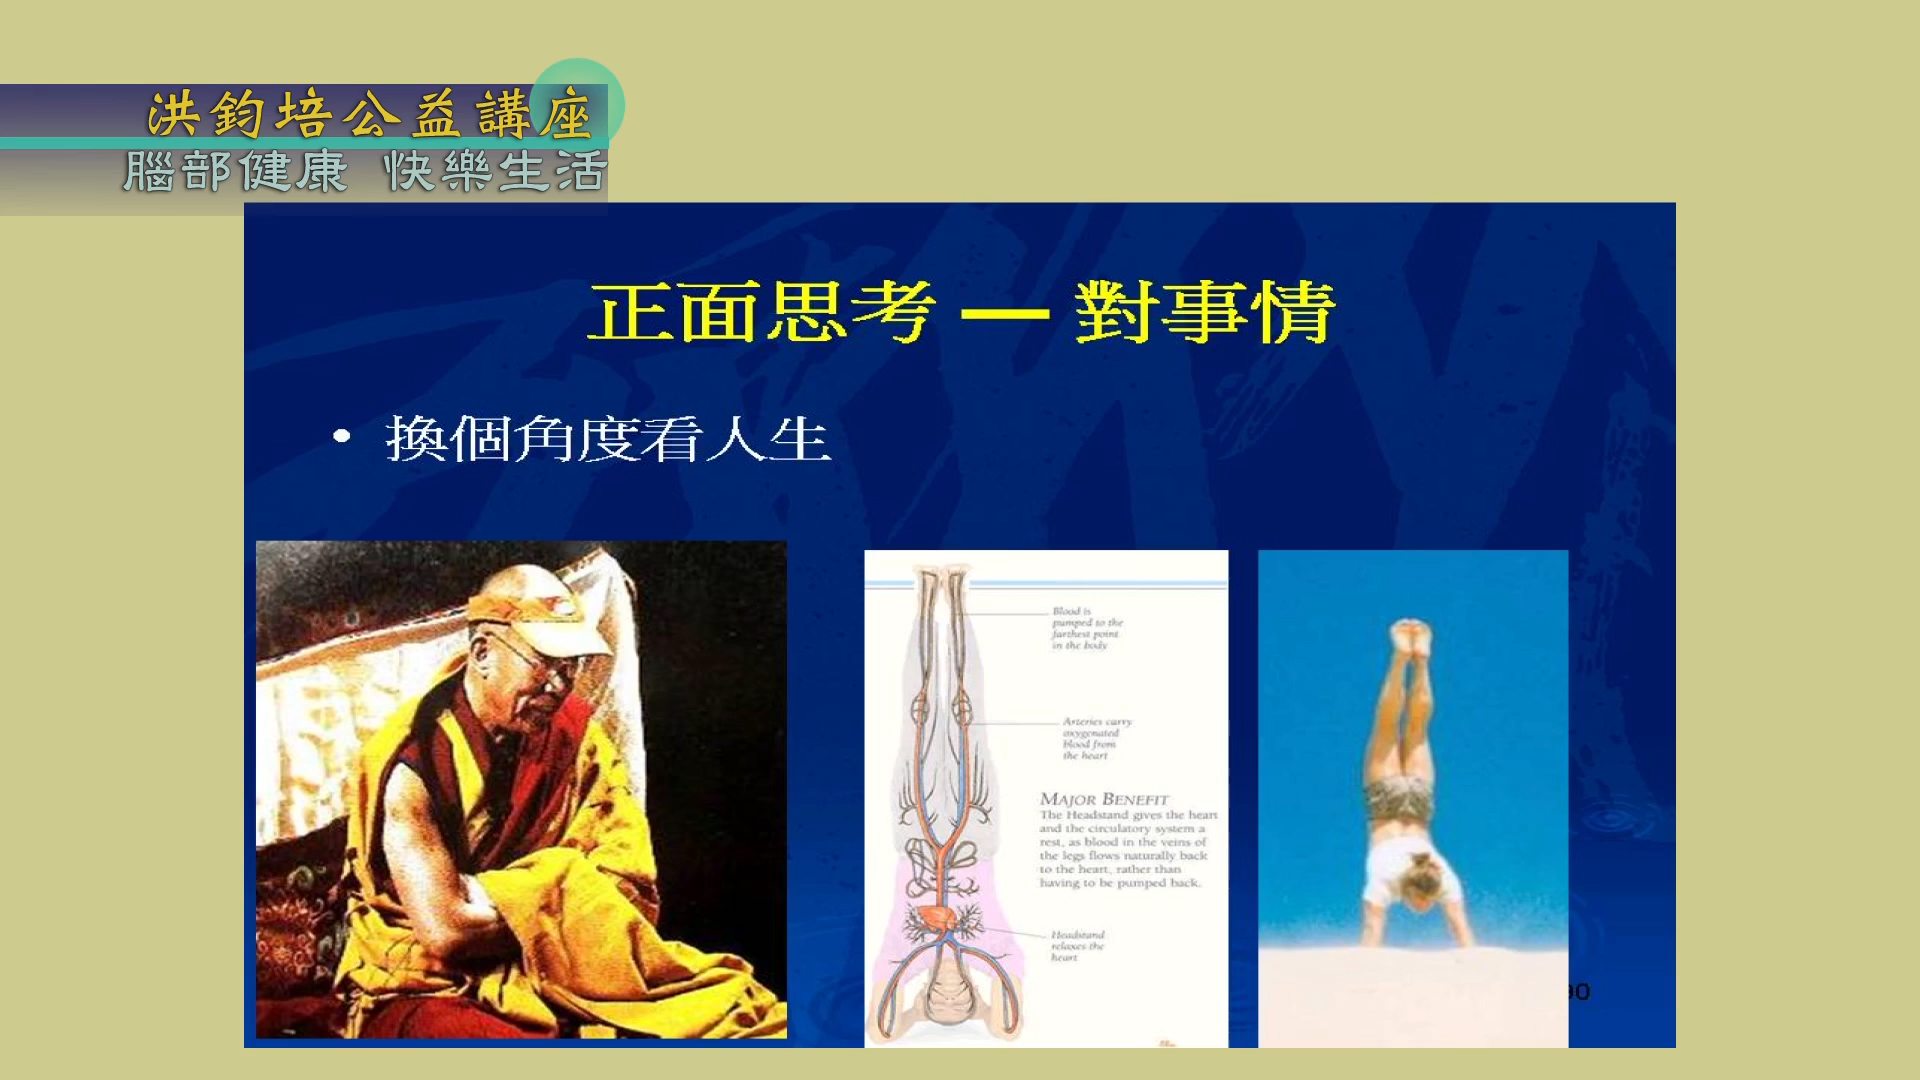 洪鈞培公益講座
腦部健康 快樂生活
正面思考 — 對事情
• 換個角度看人生
Blood is
pumped to the
farthest point
in the body
Arteries carry
oxygenated
blood from
the heart
MAJOR BENEFIT
The Headstand gives the heart
and the circulatory system a
rest, as blood in the veins of
the legs flows naturally back
to the heart, rather than
having to be pumped back.
Headstand
relaxes the
heart